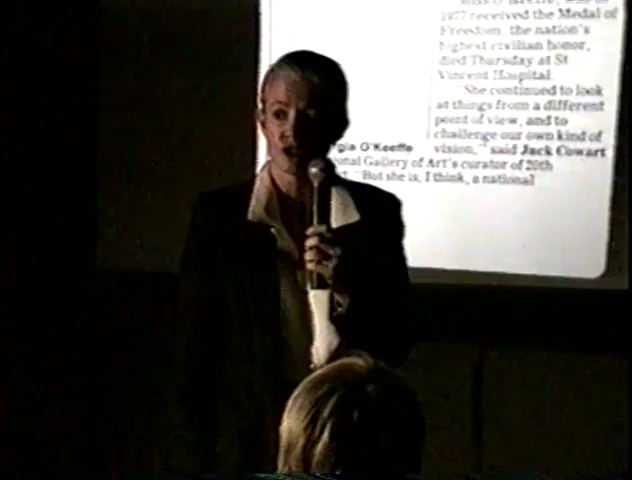 Miss O'Keeffe, who in
1977 received the Medal of
Freedom, the nation's
highest civilian honor,
died Thursday at St.
Vincent Hospital.
"She continued to look
at things from a different
point of view, and to
challenge our own kind of
gia O'Keeffe vision," said Jack Cowart
onal Gallery of Art's curator of 20th
t. "But she is, I think, a national